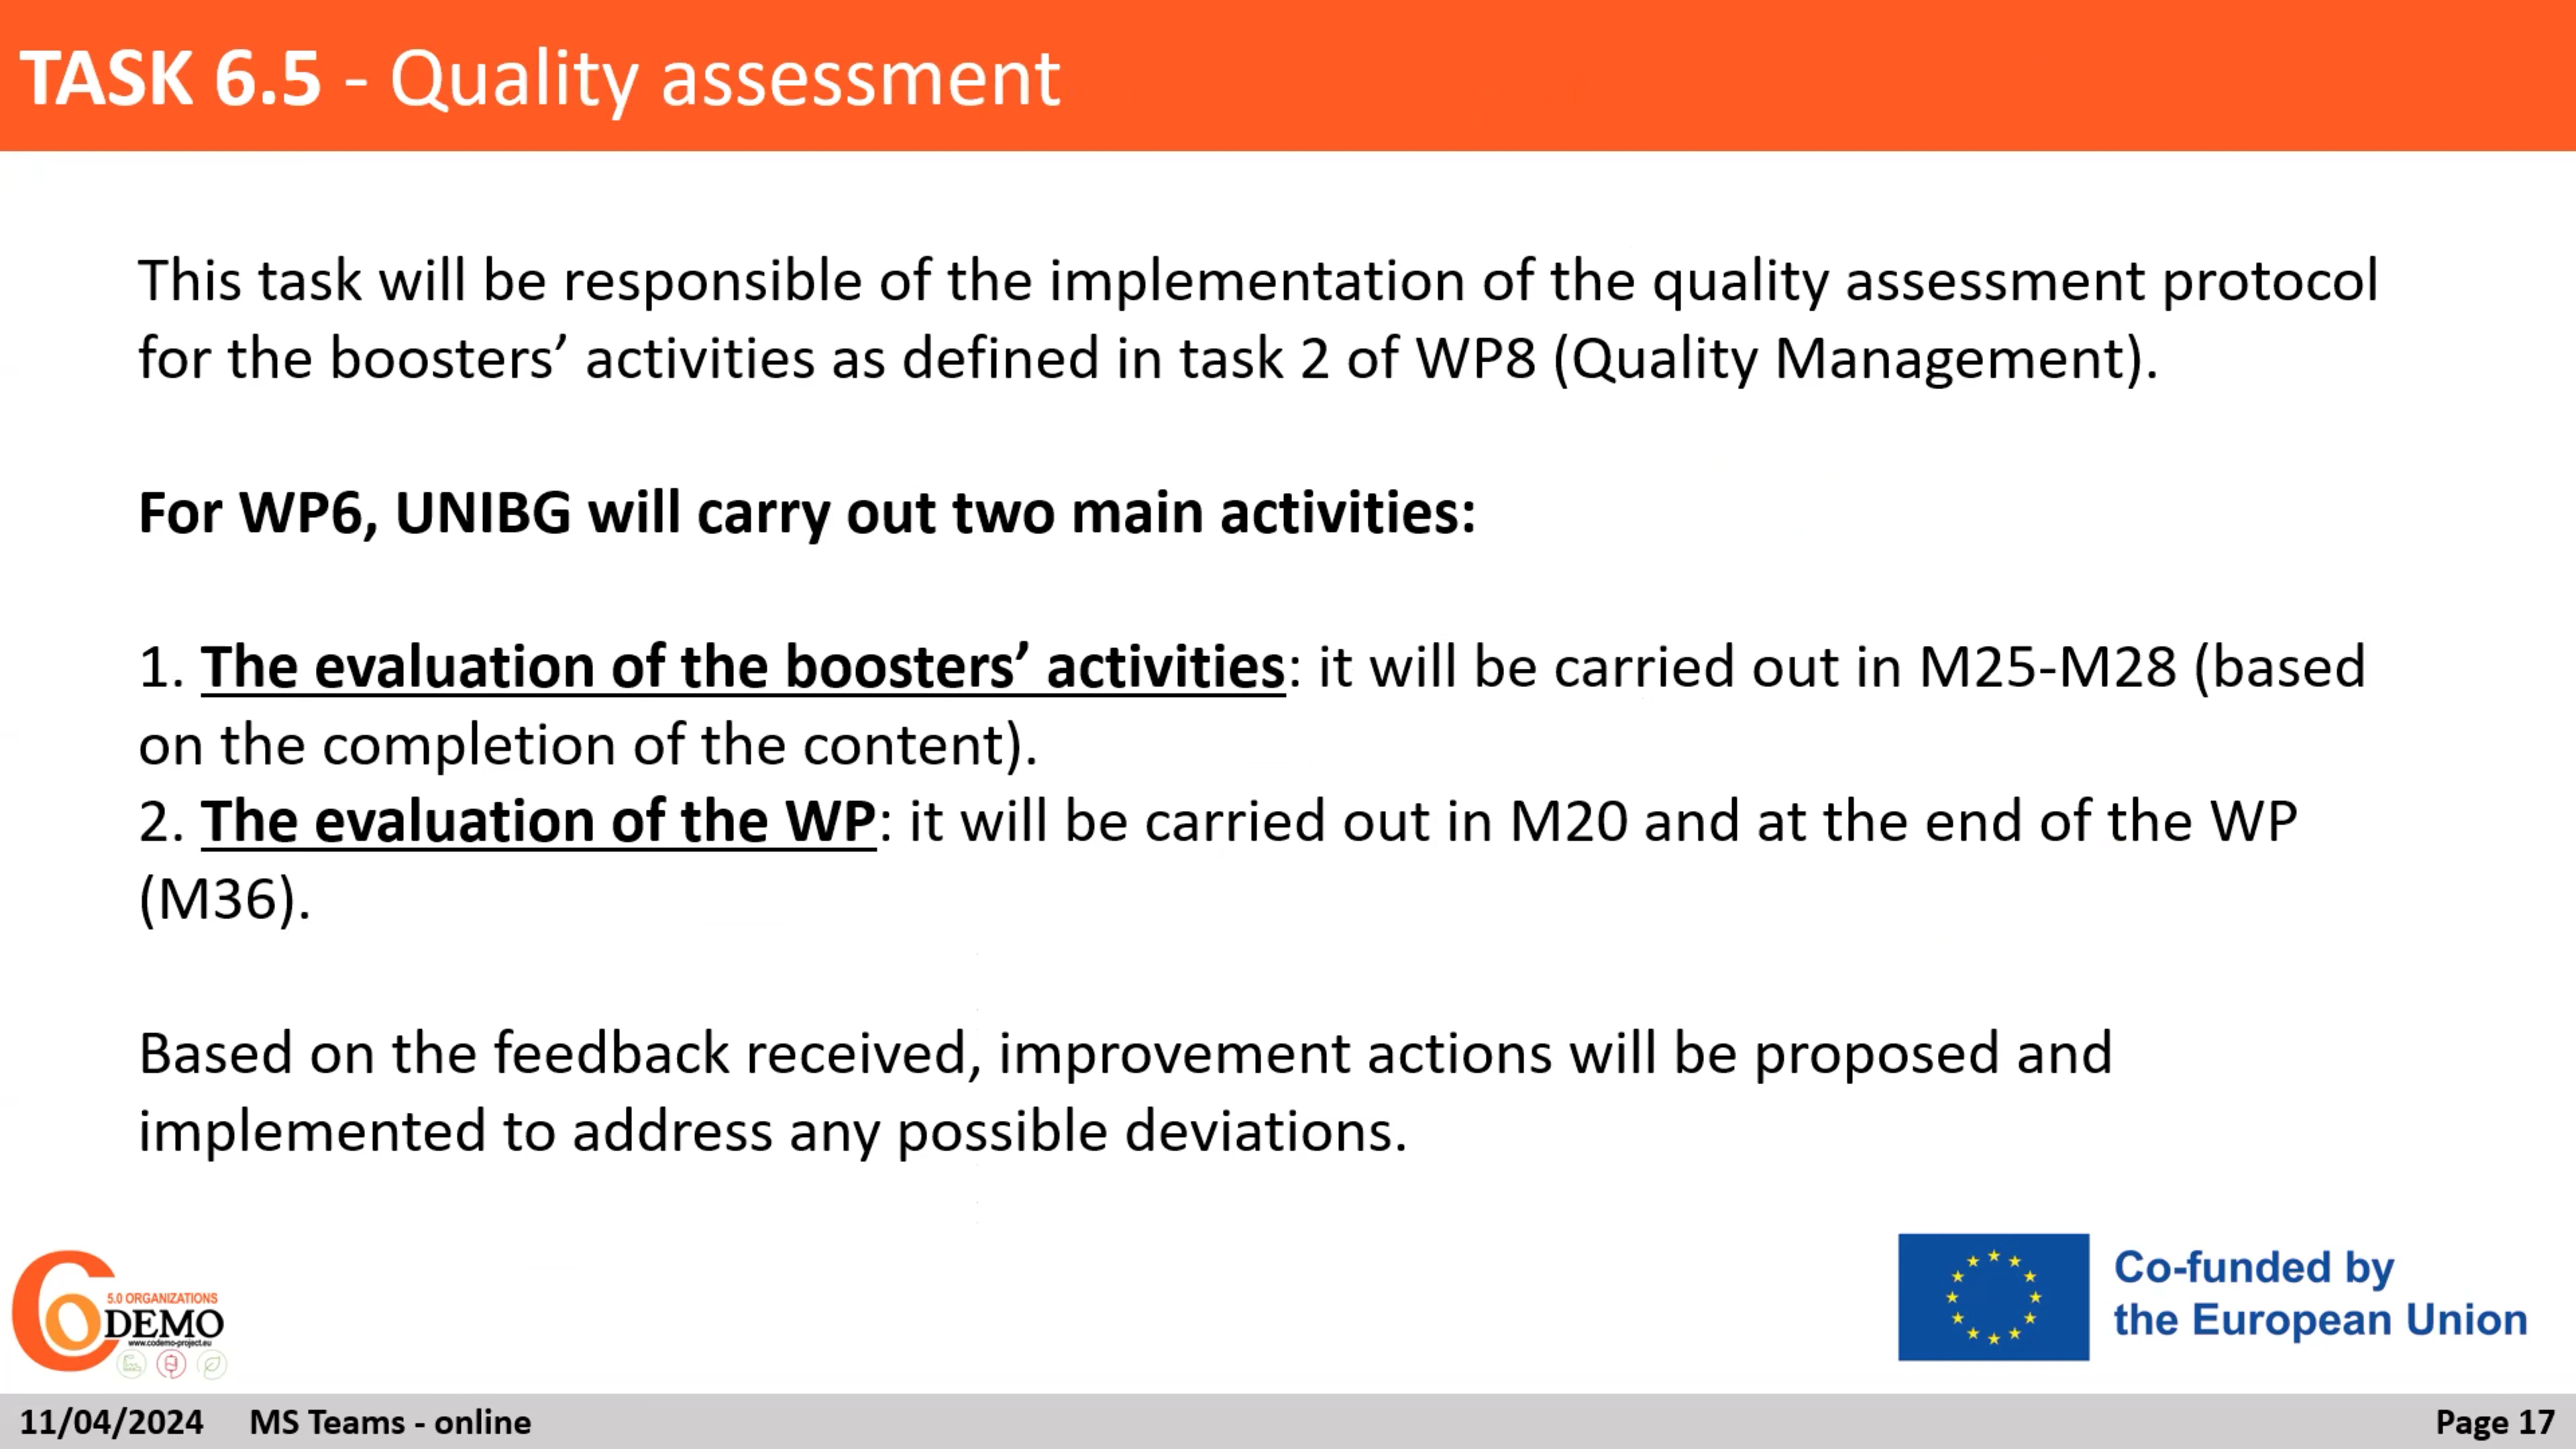 TASK 6.5 - Quality assessment
This task will be responsible of the implementation of the quality assessment protocol
for the boosters’ activities as defined in task 2 of WP8 (Quality Management).
For WP6, UNIBG will carry out two main activities:
1. The evaluation of the boosters’ activities: it will be carried out in M25-M28 (based
on the completion of the content).
2. The evaluation of the WP: it will be carried out in M20 and at the end of the WP
(M36).
Based on the feedback received, improvement actions will be proposed and
implemented to address any possible deviations.
5.0 ORGANIZATIONS
CoDEMO
www.codemo-project.eu
Co-funded by
the European Union
11/04/2024 MS Teams - online Page 17